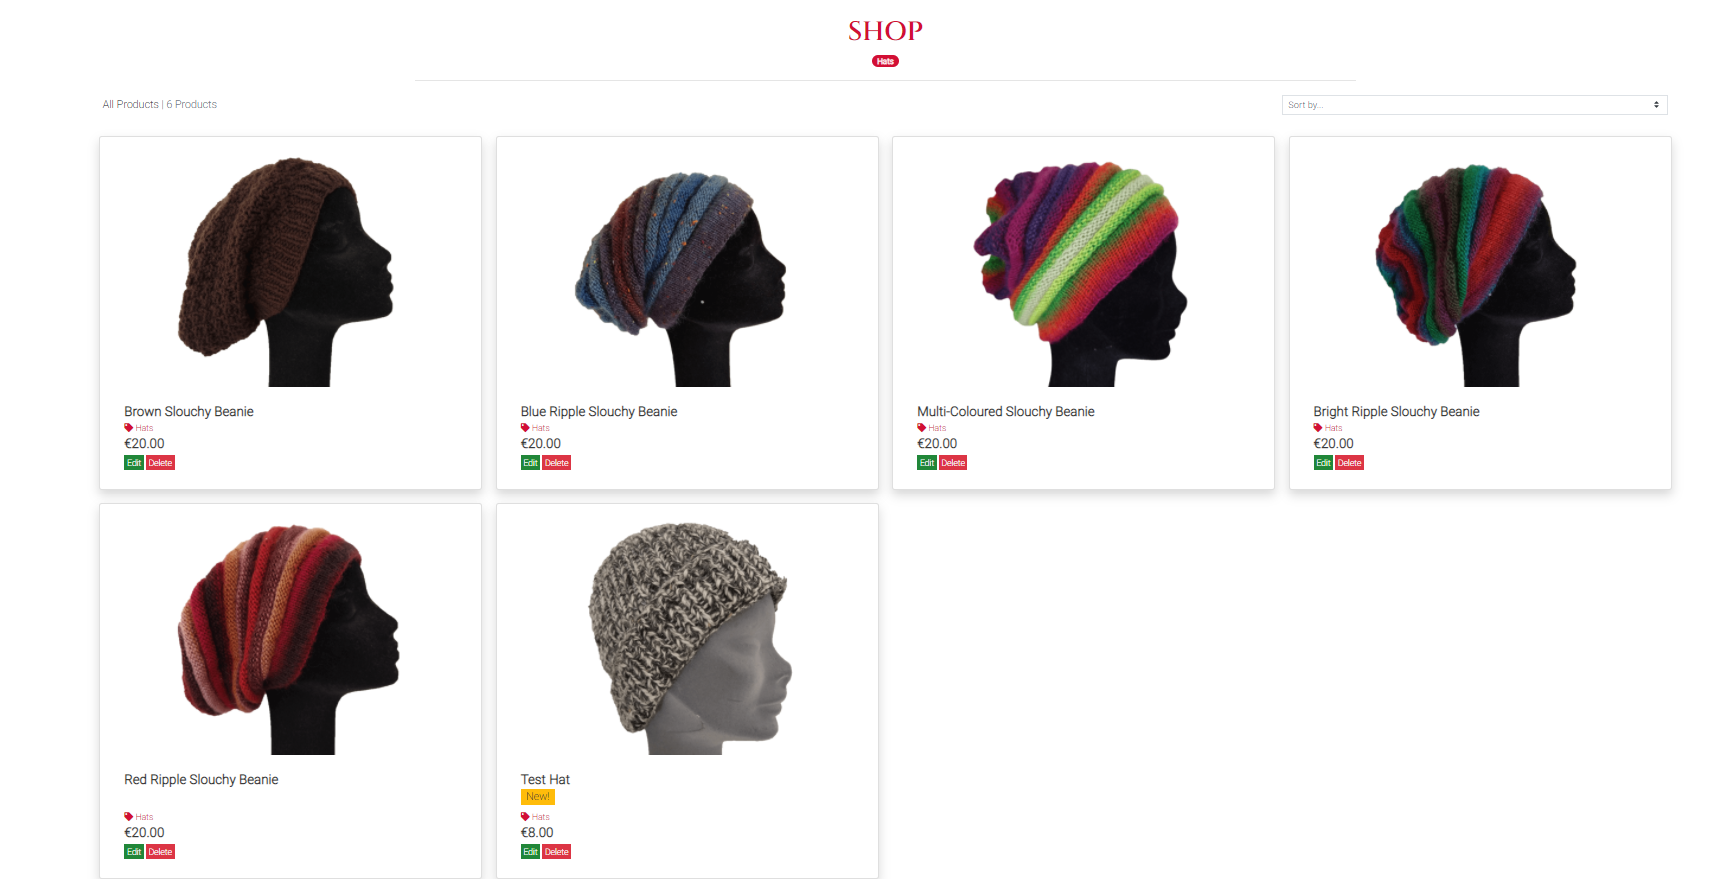 SHOP
Hats
All Products | 6 Products
Sort by...
Brown Slouchy Beanie
Hats
€20.00
Edit Delete
Blue Ripple Slouchy Beanie
Hats
€20.00
Edit Delete
Multi-Coloured Slouchy Beanie
Hats
€20.00
Edit Delete
Bright Ripple Slouchy Beanie
Hats
€20.00
Edit Delete
Red Ripple Slouchy Beanie
Hats
€20.00
Edit Delete
Test Hat
New!
Hats
€8.00
Edit Delete